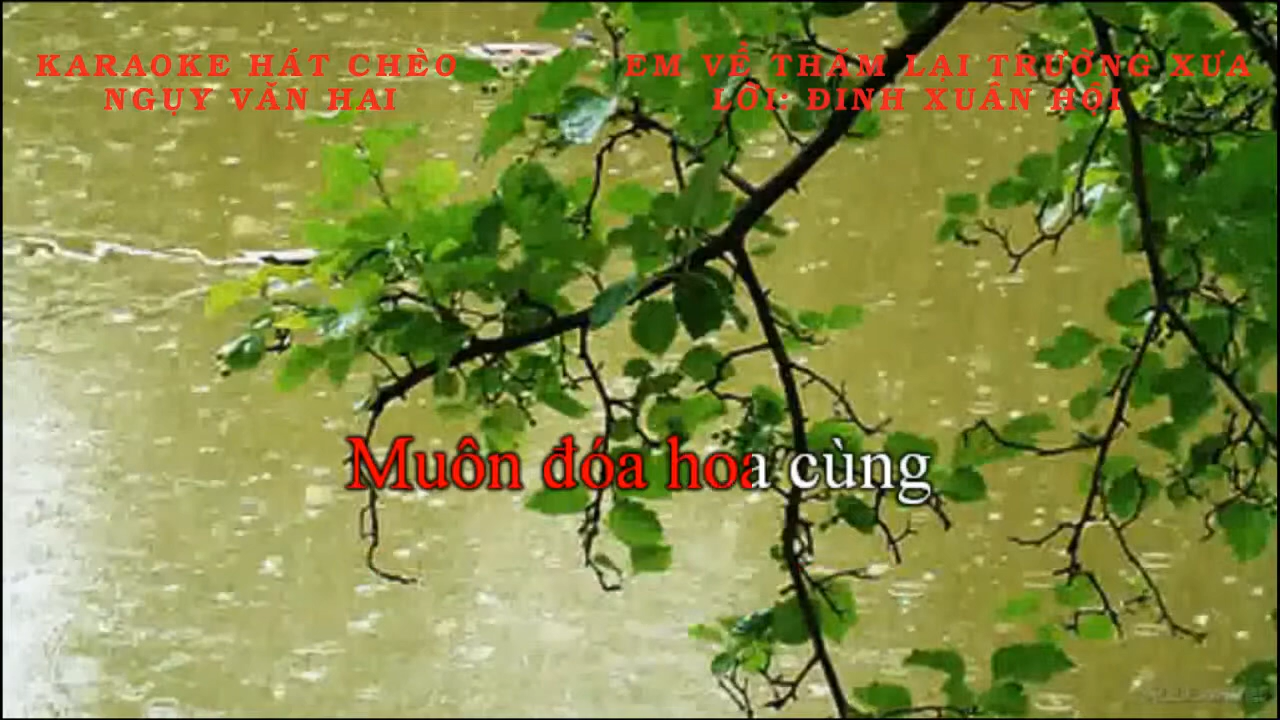 KARAOKE HÁT CHÈO
NGỤY VĂN HAI
EM VỀ THĂM LẠI TRƯỜNG XƯA
LỜI: ĐINH XUÂN HỘI
Muôn đóa hoa cùng